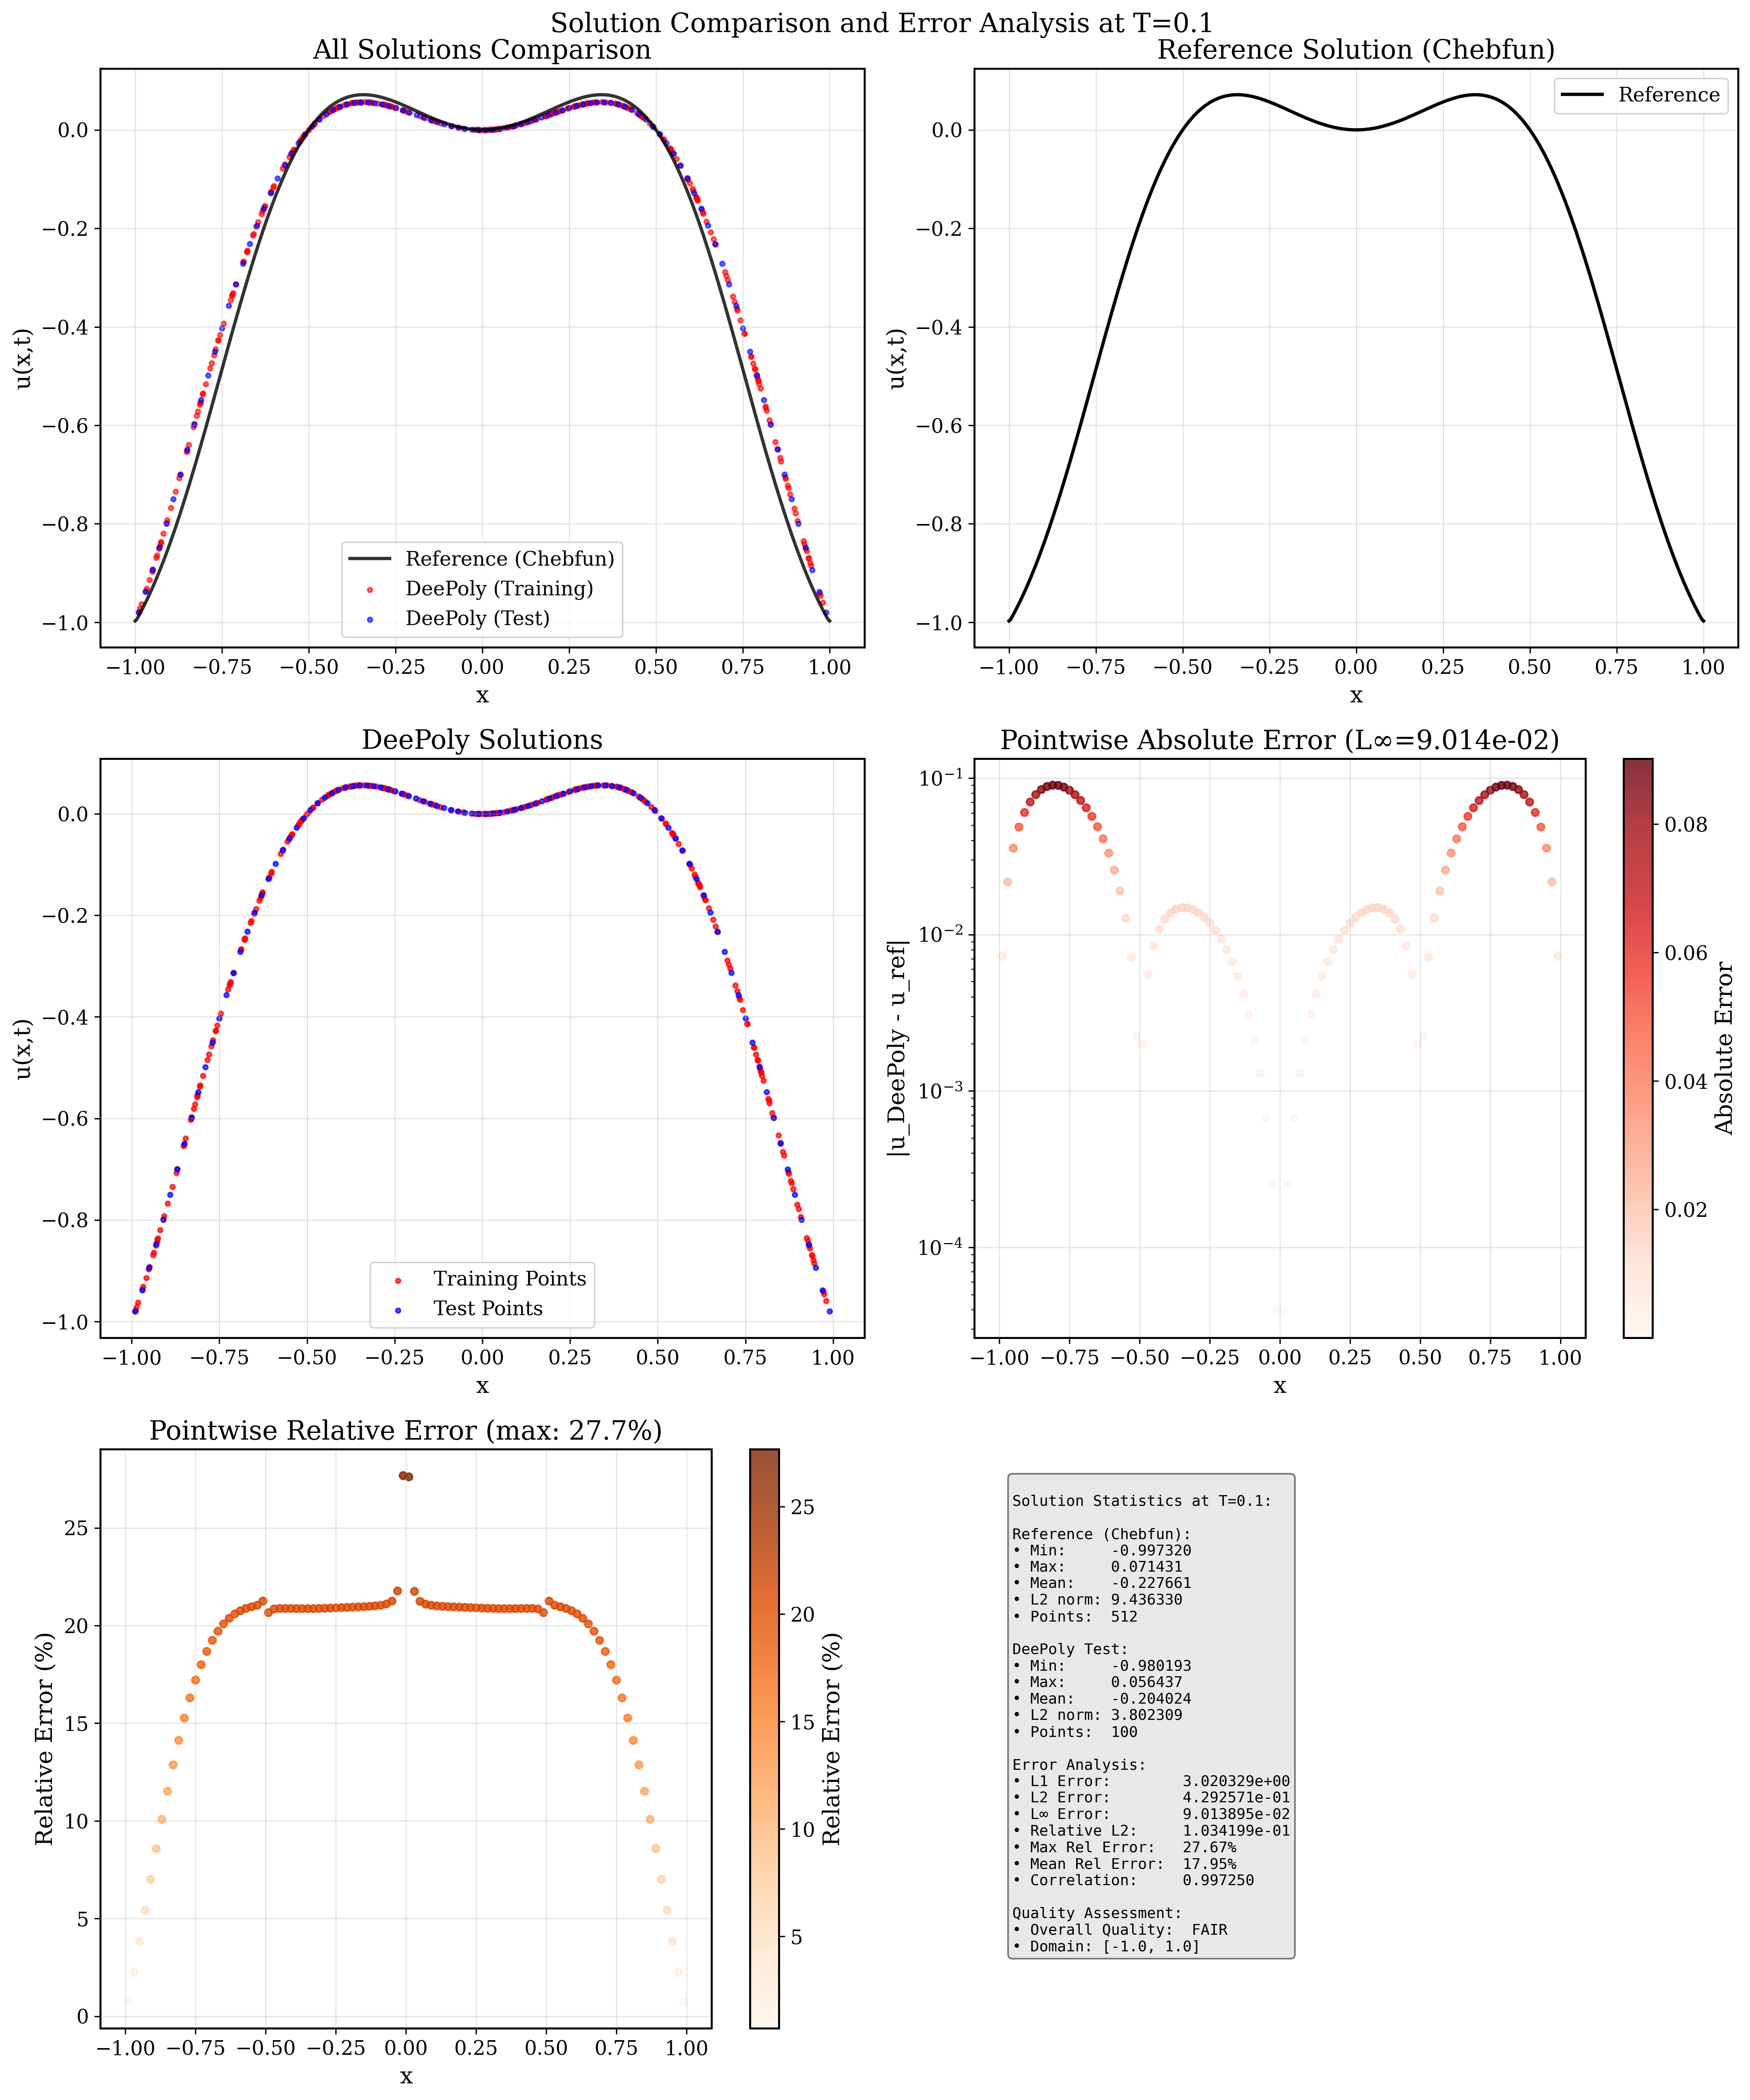 Solution Comparison and Error Analysis at T=0.1
All Solutions Comparison
u(x,t)
0.0
−0.2
−0.4
−0.6
−0.8
−1.0
Reference (Chebfun)
DeePoly (Training)
DeePoly (Test)
−1.00 −0.75 −0.50 −0.25 0.00 0.25 0.50 0.75 1.00
x
Reference Solution (Chebfun)
u(x,t)
0.0
−0.2
−0.4
−0.6
−0.8
−1.0
Reference
−1.00 −0.75 −0.50 −0.25 0.00 0.25 0.50 0.75 1.00
x
DeePoly Solutions
u(x,t)
0.0
−0.2
−0.4
−0.6
−0.8
−1.0
Training Points
Test Points
−1.00 −0.75 −0.50 −0.25 0.00 0.25 0.50 0.75 1.00
x
Pointwise Absolute Error (L∞=9.014e-02)
|u_DeePoly - u_ref|
10⁻¹
10⁻²
10⁻³
10⁻⁴
−1.00 −0.75 −0.50 −0.25 0.00 0.25 0.50 0.75 1.00
x
0.08
0.06
0.04
0.02
Absolute Error
Pointwise Relative Error (max: 27.7%)
Relative Error (%)
25
20
15
10
5
0
−1.00 −0.75 −0.50 −0.25 0.00 0.25 0.50 0.75 1.00
x
25
20
15
10
5
Relative Error (%)
Solution Statistics at T=0.1:
Reference (Chebfun):
• Min: -0.997320
• Max: 0.071431
• Mean: -0.227661
• L2 norm: 9.436330
• Points: 512
DeePoly Test:
• Min: -0.980193
• Max: 0.056437
• Mean: -0.204024
• L2 norm: 3.802309
• Points: 100
Error Analysis:
• L1 Error: 3.020329e+00
• L2 Error: 4.292571e-01
• L∞ Error: 9.013895e-02
• Relative L2: 1.034199e-01
• Max Rel Error: 27.67%
• Mean Rel Error: 17.95%
• Correlation: 0.997250
Quality Assessment:
• Overall Quality: FAIR
• Domain: [-1.0, 1.0]